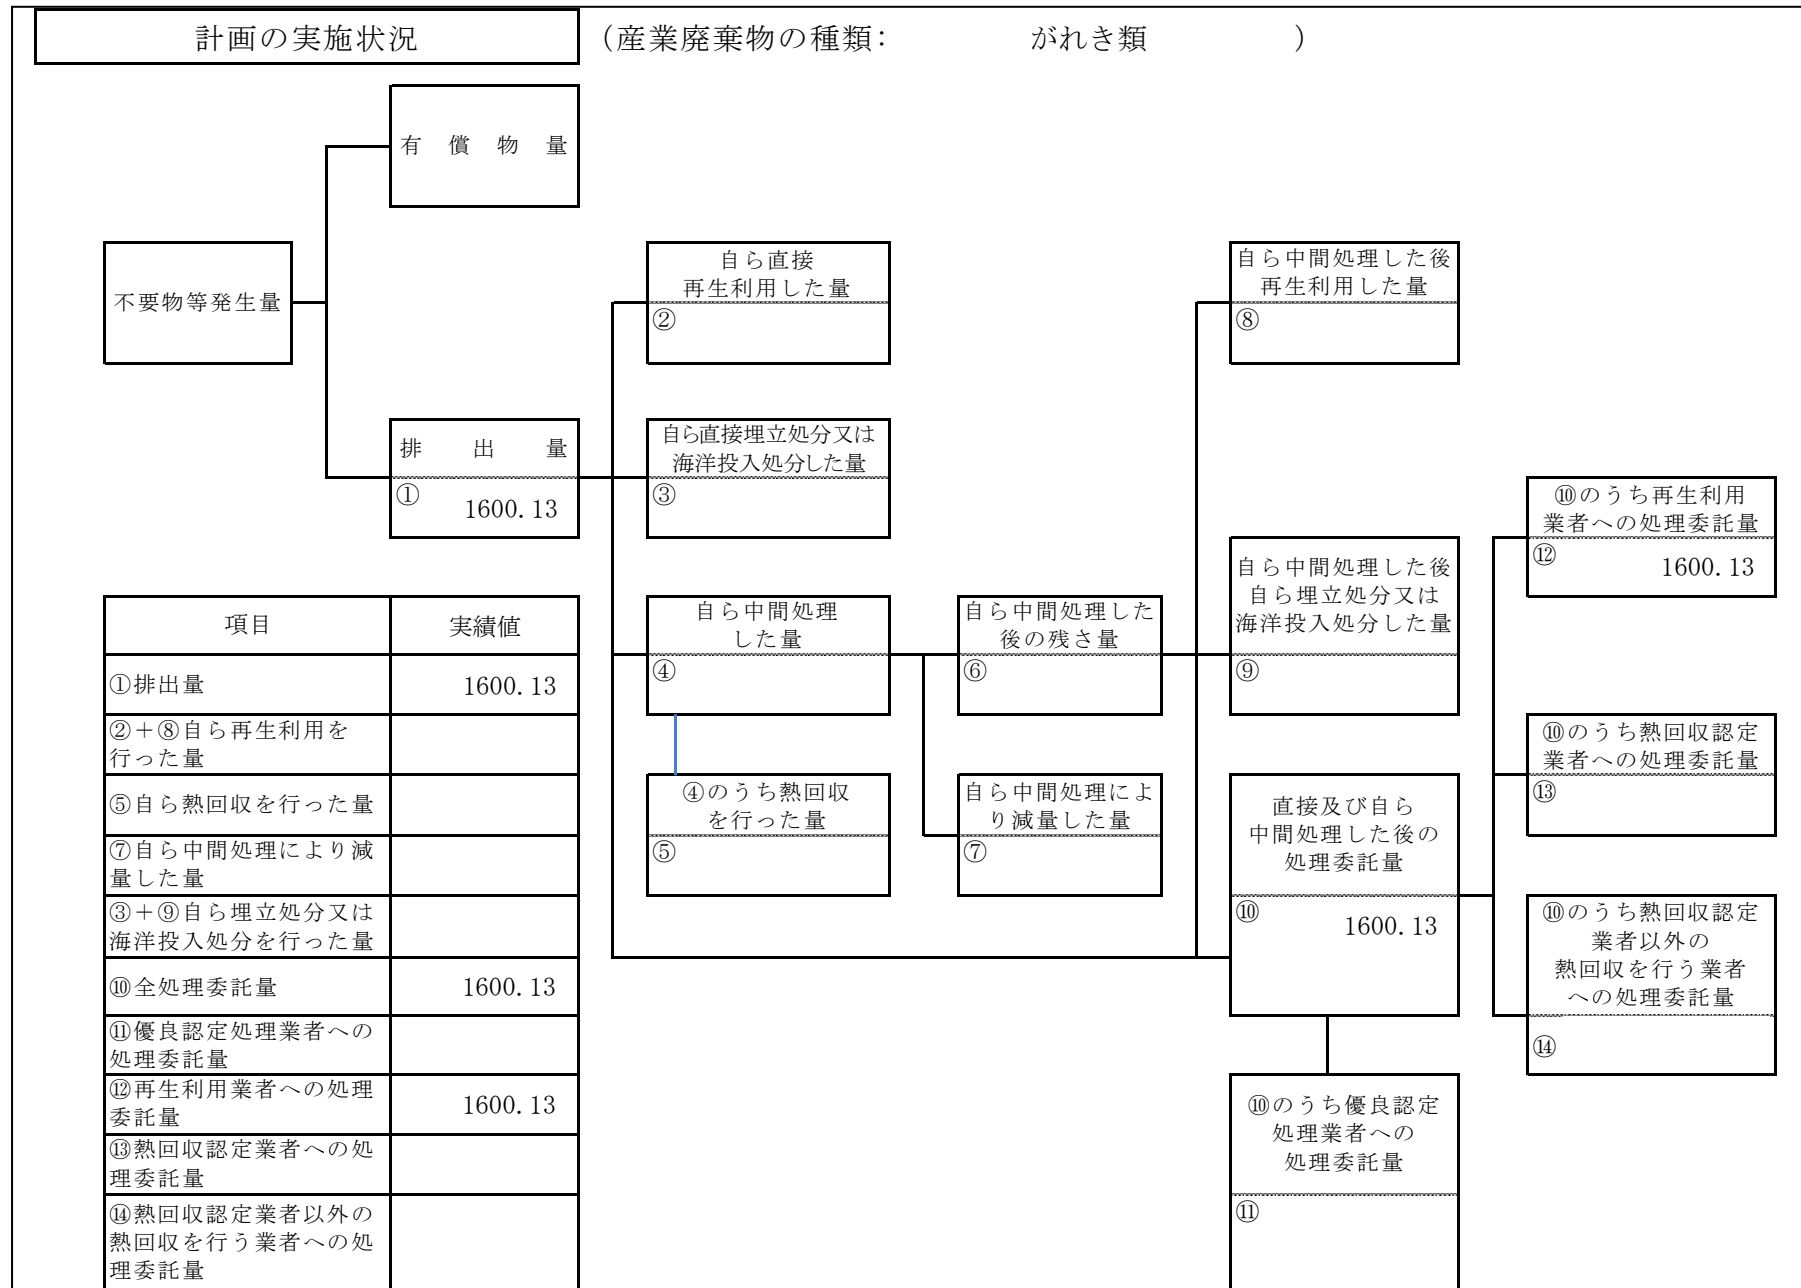 計画の実施状況
(産業廃棄物の種類: がれき類 )
有償物量
不要物等発生量
自ら直接
再生利用した量
②
自ら中間処理した後
再生利用した量
⑧
排出量
① 1600.13
自ら直接埋立処分又は
海洋投入処分した量
③
⑩のうち再生利用
業者への処理委託量
⑫ 1600.13
自ら中間処理した後
自ら埋立処分又は
海洋投入処分した量
⑨
自ら中間処理
した量
④
自ら中間処理した
後の残さ量
⑥
④のうち熱回収
を行った量
⑤
自ら中間処理によ
り減量した量
⑦
直接及び自ら
中間処理した後の
処理委託量
⑩ 1600.13
⑩のうち熱回収認定
業者への処理委託量
⑬
⑩のうち熱回収認定
業者以外の
熱回収を行う業者
への処理委託量
⑭
⑩のうち優良認定
処理業者への
処理委託量
⑪
項目 実績値
①排出量 1600.13
②+⑧自ら再生利用を
行った量
⑤自ら熱回収を行った量
⑦自ら中間処理により減
量した量
③+⑨自ら埋立処分又は
海洋投入処分を行った量
⑩全処理委託量 1600.13
⑪優良認定処理業者への
処理委託量
⑫再生利用業者への処理
委託量 1600.13
⑬熱回収認定業者への処
理委託量
⑭熱回収認定業者以外の
熱回収を行う業者への処
理委託量